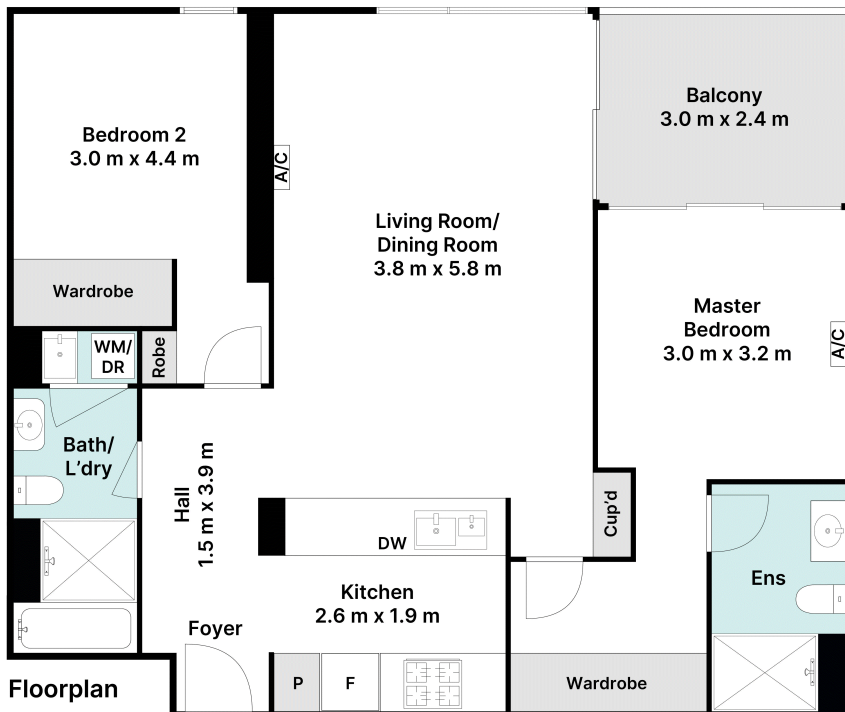 Balcony
3.0 m x 2.4 m
Bedroom 2
3.0 m x 4.4 m
A/C
Living Room/
Dining Room
3.8 m x 5.8 m
Wardrobe
Master
Bedroom
3.0 m x 3.2 m
A/C
WM/
DR
Robe
Bath/
L'dry
Hall
1.5 m x 3.9 m
Cup'd
DW
Ens
Kitchen
2.6 m x 1.9 m
Foyer
P
F
Wardrobe
Floorplan